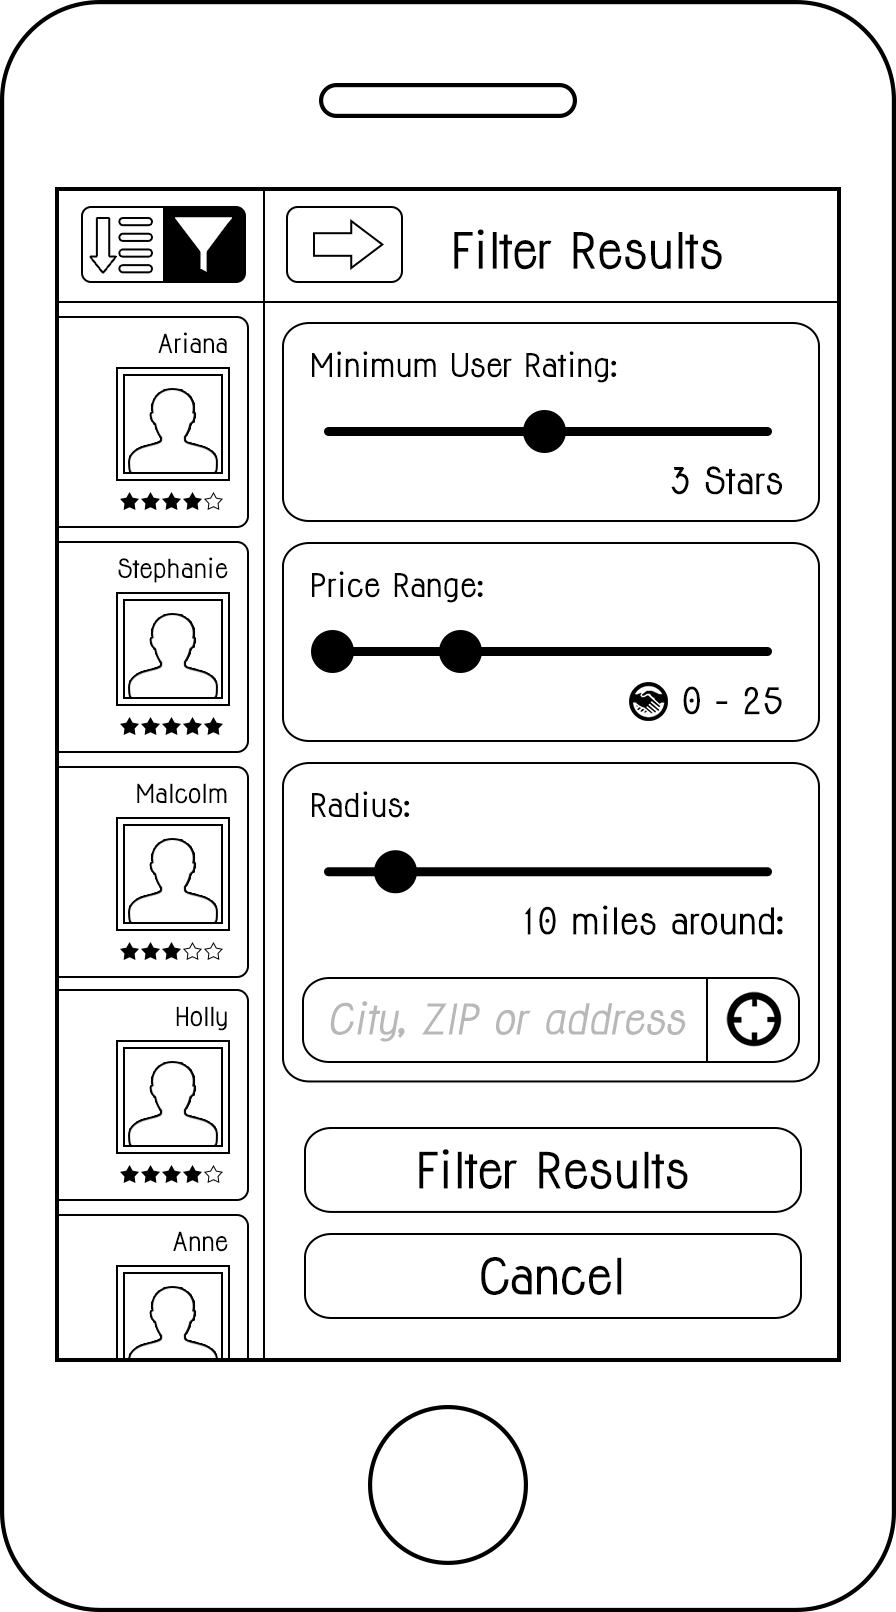 Filter Results
Ariana
Stephanie
Malcolm
Holly
Anne
Minimum User Rating:
3 Stars
Price Range:
0 - 25
Radius:
10 miles around:
City, ZIP or address
Filter Results
Cancel